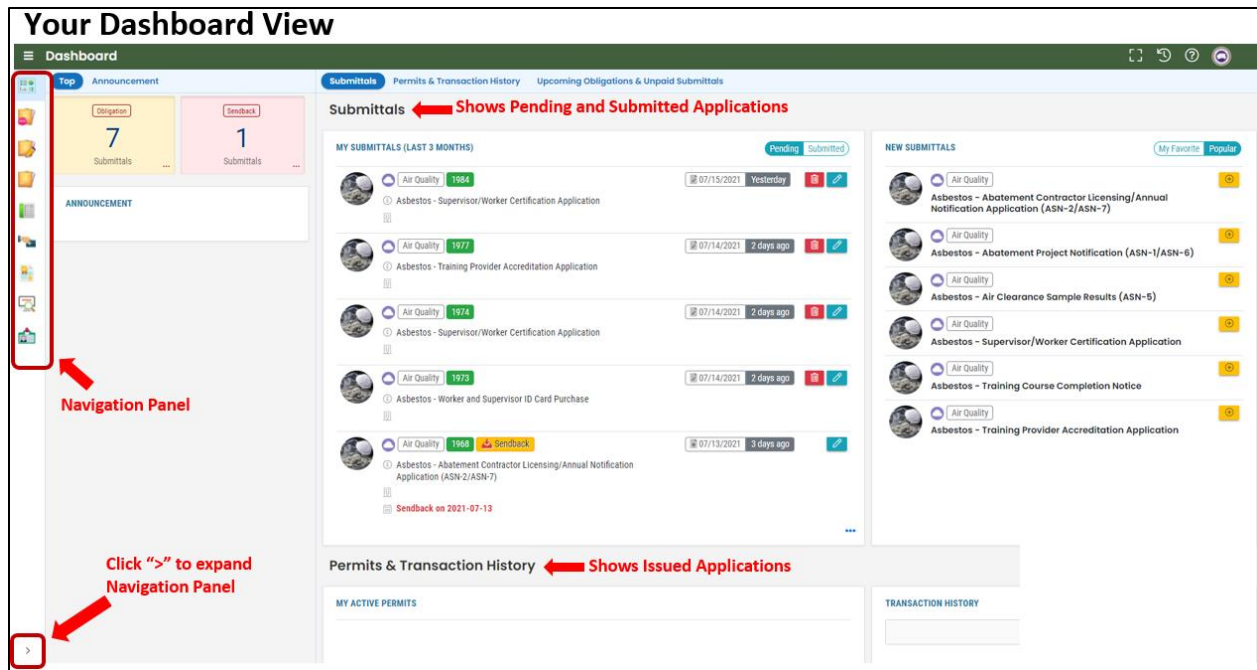 Your Dashboard View
Dashboard
Top Announcement
Obligation
7
Submittals
...
Sendback
1
Submittals
...
ANNOUNCEMENT
Navigation Panel
Click “>” to expand
Navigation Panel
>
Submittals Permits & Transaction History Upcoming Obligations & Unpaid Submittals
Submittals Shows Pending and Submitted Applications
MY SUBMITTALS (LAST 3 MONTHS) Pending Submitted
Air Quality 1984 07/15/2021 Yesterday
Asbestos - Supervisor/Worker Certification Application
Air Quality 1977 07/14/2021 2 days ago
Asbestos - Training Provider Accreditation Application
Air Quality 1974 07/14/2021 2 days ago
Asbestos - Supervisor/Worker Certification Application
Air Quality 1973 07/14/2021 2 days ago
Asbestos - Worker and Supervisor ID Card Purchase
Air Quality 1968 Sendback 07/13/2021 3 days ago
Asbestos - Abatement Contractor Licensing/Annual Notification
Application (ASN-2/ASN-7)
Sendback on 2021-07-13
...
NEW SUBMITTALS My Favorite Popular
Air Quality
Asbestos - Abatement Contractor Licensing/Annual
Notification Application (ASN-2/ASN-7)
Air Quality
Asbestos - Abatement Project Notification (ASN-1/ASN-6)
Air Quality
Asbestos - Air Clearance Sample Results (ASN-5)
Air Quality
Asbestos - Supervisor/Worker Certification Application
Air Quality
Asbestos - Training Course Completion Notice
Air Quality
Asbestos - Training Provider Accreditation Application
Permits & Transaction History Shows Issued Applications
MY ACTIVE PERMITS
TRANSACTION HISTORY